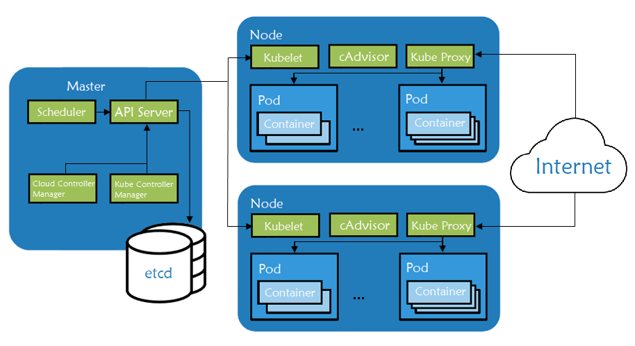 Master
Scheduler
API Server
Cloud Controller
Manager
Kube Controller
Manager
etcd
Node
Kubelet
cAdvisor
Kube Proxy
Pod
Container
...
Pod
Container
Node
Kubelet
cAdvisor
Kube Proxy
Pod
Container
...
Pod
Container
Internet